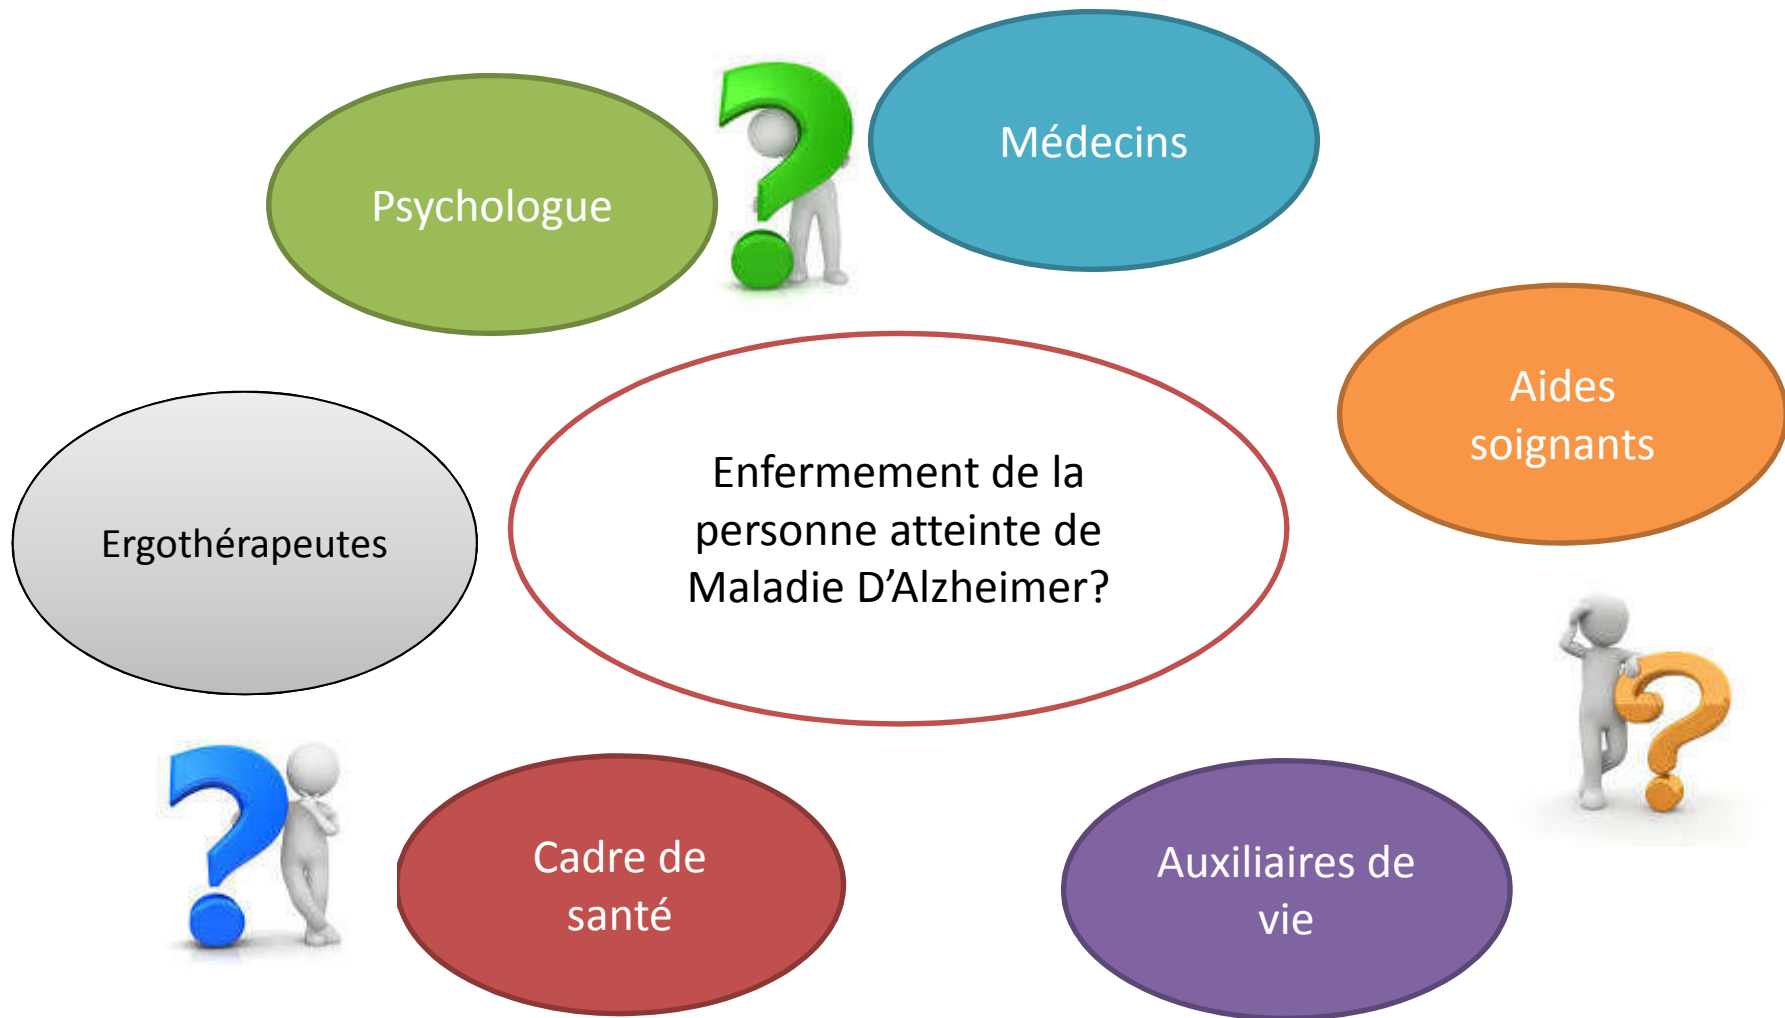 Médecins
Psychologue
Aides
soignants
Enfermement de la
personne atteinte de
Maladie D’Alzheimer?
Ergothérapeutes
Cadre de
santé
Auxiliaires de
vie